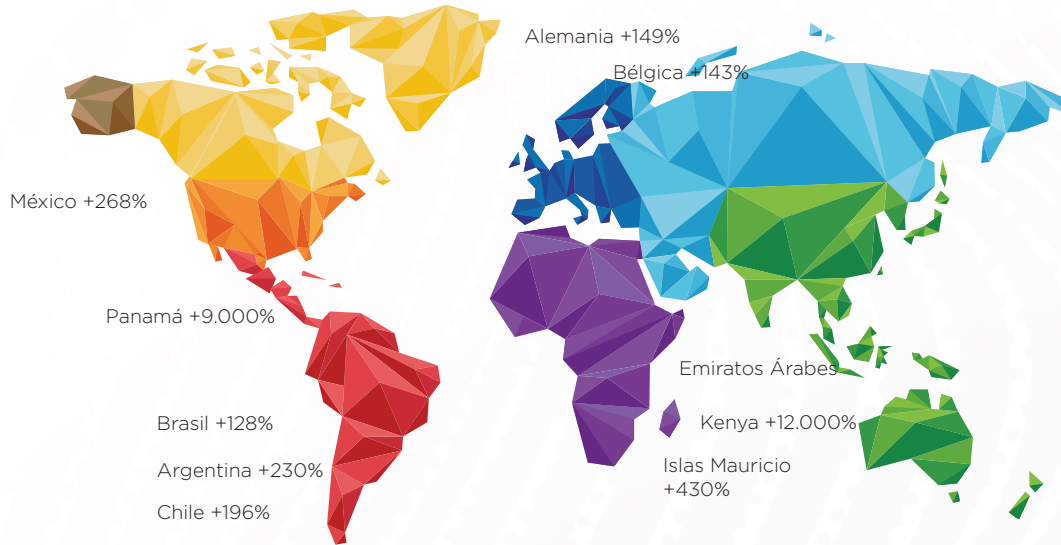 Alemania +149%
Bélgica +143%
México +268%
Panamá +9.000%
Emiratos Árabes
Brasil +128%
Kenya +12.000%
Argentina +230%
Islas Mauricio
+430%
Chile +196%